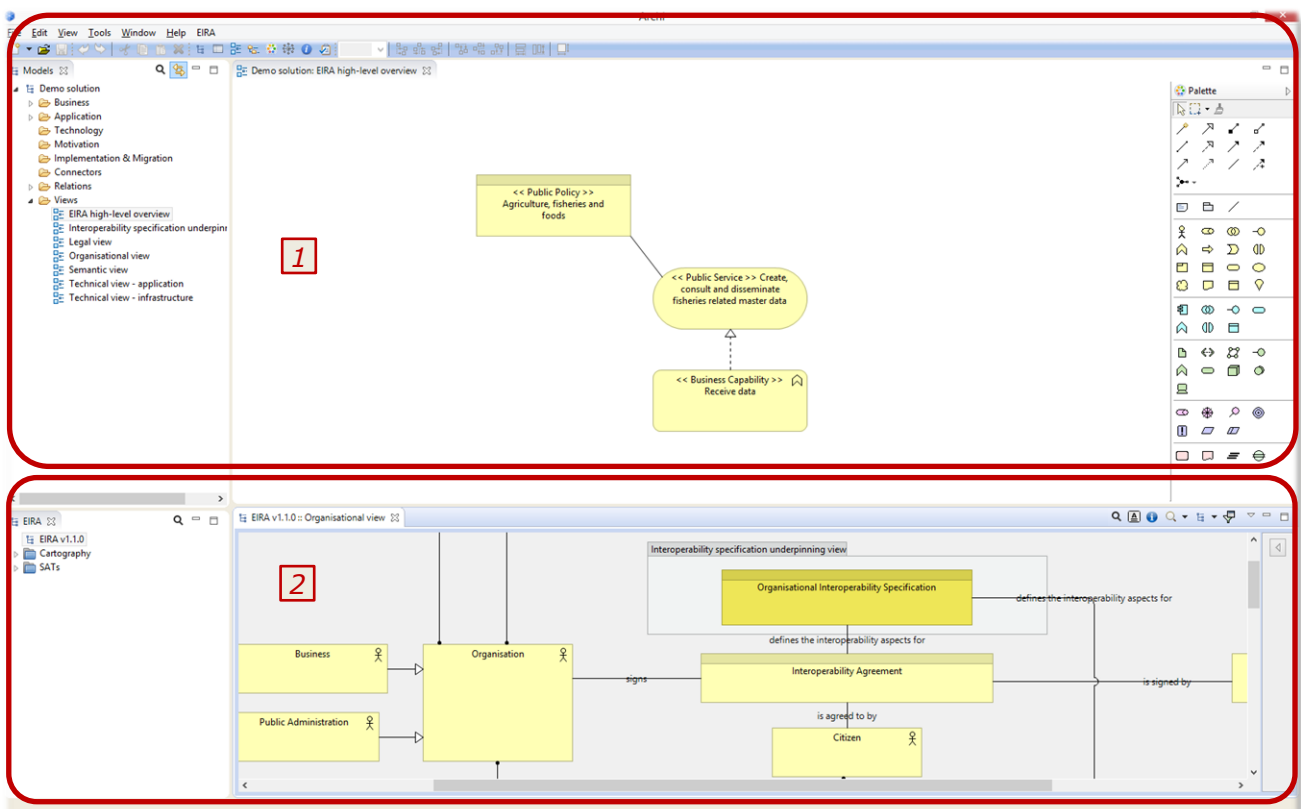 Archi
File Edit View Tools Window Help EIRA
Models
Demo solution
Business
Application
Technology
Motivation
Implementation & Migration
Connectors
Relations
Views
EIRA high-level overview
Interoperability specification underpinn
Legal view
Organisational view
Semantic view
Technical view - application
Technical view - infrastructure
Demo solution: EIRA high-level overview
<< Public Policy >>
Agriculture, fisheries and
foods
1
<< Public Service >> Create,
consult and disseminate
fisheries related master data
<< Business Capability >>
Receive data
Palette
EIRA
EIRA v1.1.0
Cartography
SATs
EIRA v1.1.0 :: Organisational view
2
Interoperability specification underpinning view
Organisational Interoperability Specification
defines the interoperability aspects for
defines the interoperability aspects for
Business
Organisation
signs
Interoperability Agreement
is signed by
Public Administration
is agreed to by
Citizen